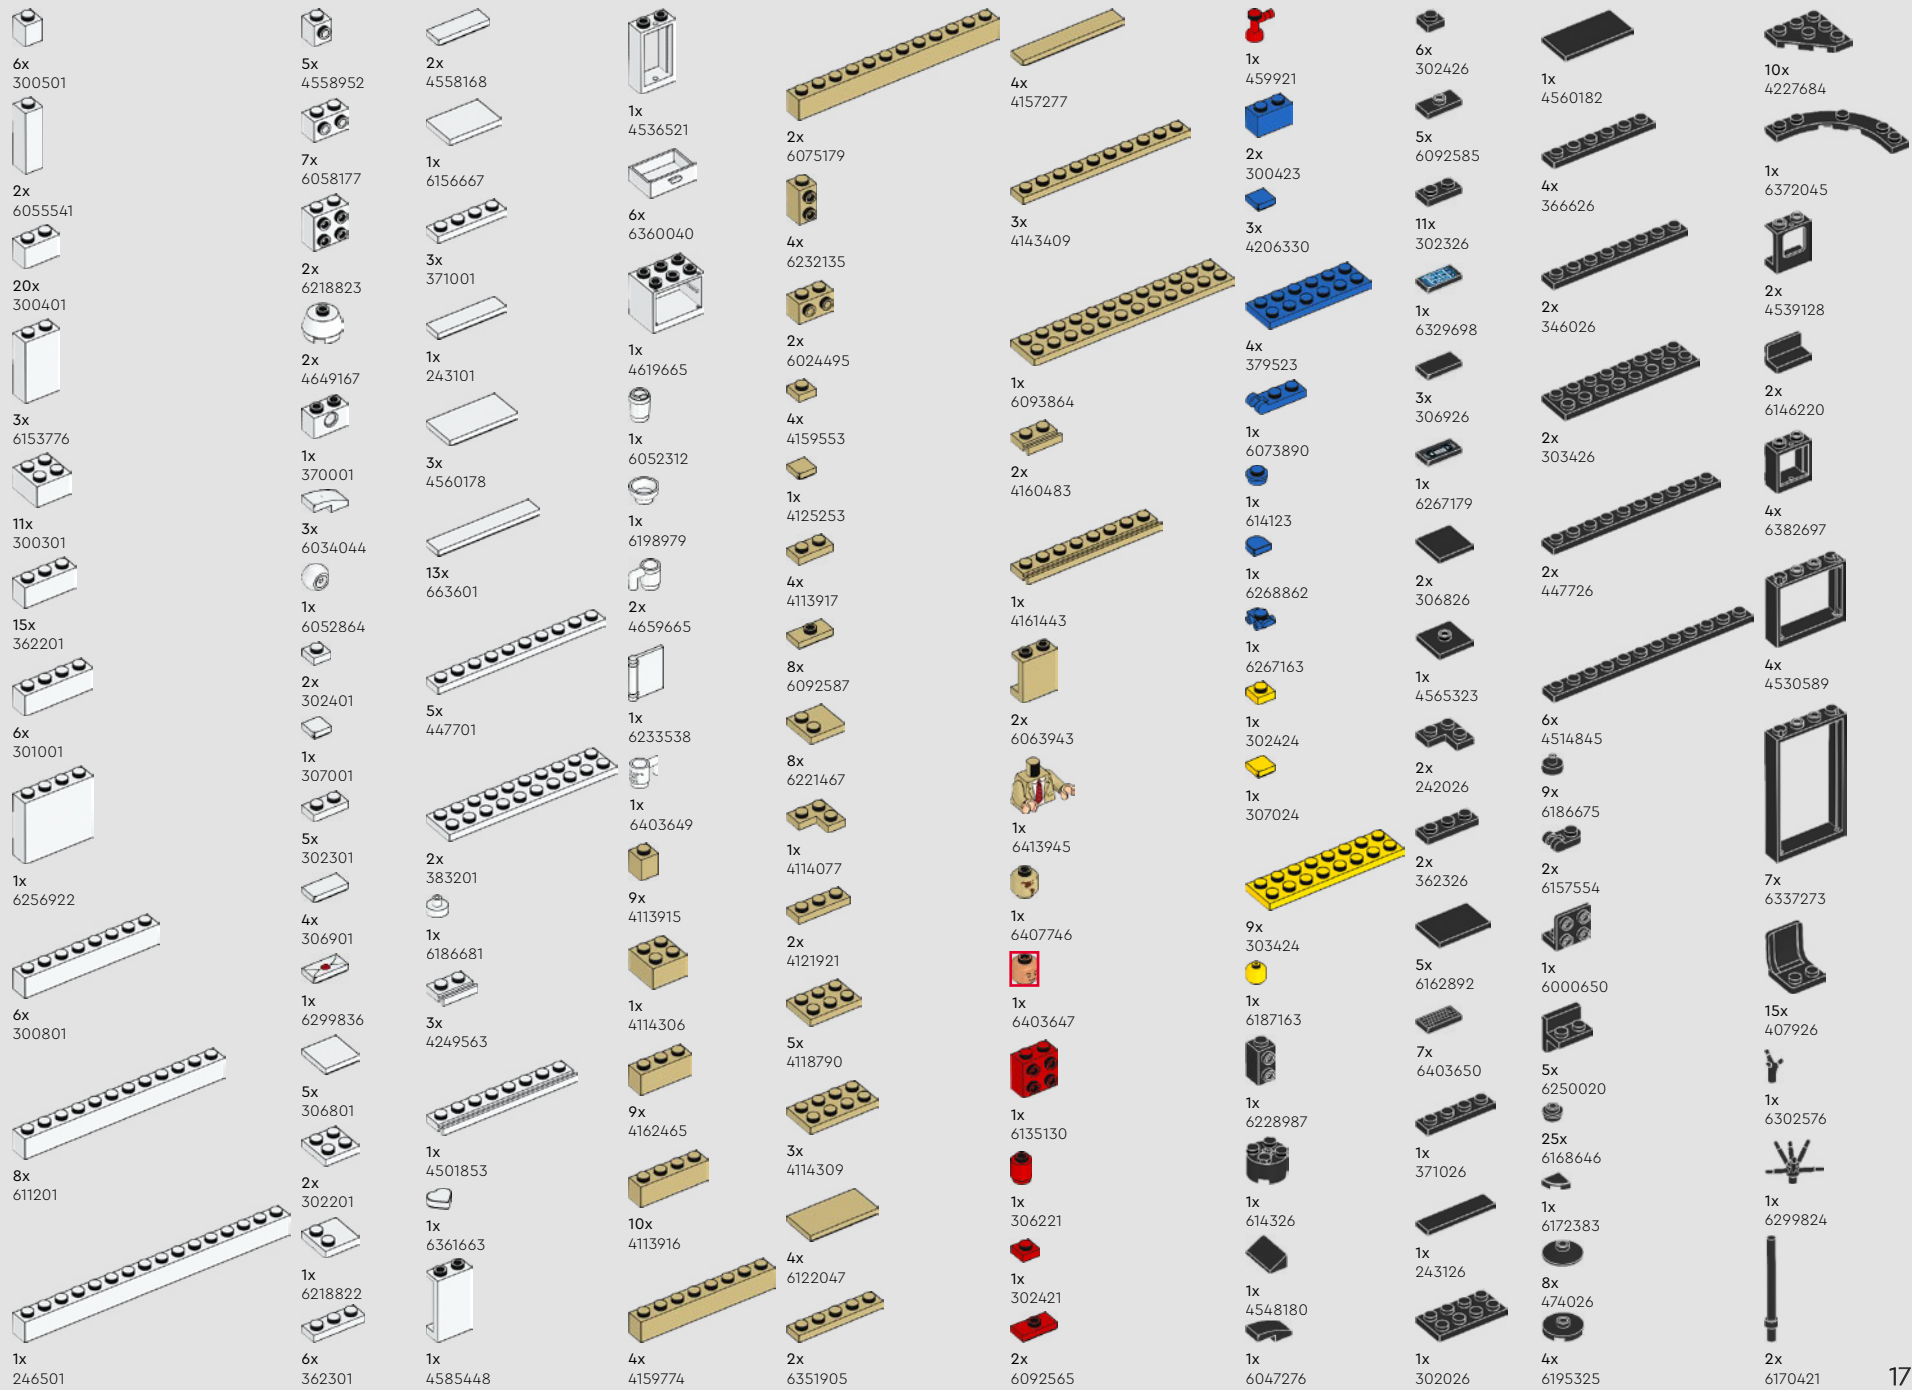 6x
300501
2x
6055541
20x
300401
3x
6153776
11x
300301
15x
362201
6x
301001
1x
6256922
6x
300801
8x
611201
1x
246501
5x
4558952
7x
6058177
2x
6218823
2x
4649167
1x
370001
3x
6034044
1x
6052864
2x
302401
1x
307001
5x
302301
4x
306901
1x
6299836
5x
306801
2x
302201
1x
6218822
6x
362301
2x
4558168
1x
6156667
3x
371001
1x
243101
3x
4560178
13x
663601
5x
447701
2x
383201
1x
6186681
3x
4249563
1x
4501853
1x
6361663
1x
4585448
1x
4536521
6x
6360040
1x
4619665
1x
6052312
1x
6198979
2x
4659665
1x
6233538
1x
6403649
9x
4113915
1x
4114306
9x
4162465
10x
4113916
4x
4159774
2x
6075179
4x
6232135
2x
6024495
4x
4159553
1x
4125253
4x
4113917
8x
6092587
8x
6221467
1x
4114077
2x
4121921
5x
4118790
3x
4114309
4x
6122047
2x
6351905
4x
4157277
3x
4143409
1x
6093864
2x
4160483
1x
4161443
2x
6063943
1x
6413945
1x
6407746
1x
6403647
1x
6135130
1x
306221
1x
302421
2x
6092565
1x
459921
2x
300423
3x
4206330
4x
379523
1x
6073890
1x
614123
1x
6268862
1x
6267163
1x
302424
1x
307024
9x
303424
1x
6187163
1x
6228987
1x
614326
1x
4548180
1x
6047276
6x
302426
5x
6092585
11x
302326
1x
6329698
3x
306926
1x
6267179
2x
306826
1x
4565323
2x
242026
2x
362326
5x
6162892
7x
6403650
1x
371026
1x
243126
1x
302026
1x
4560182
4x
366626
2x
346026
2x
303426
2x
447726
6x
4514845
9x
6186675
2x
6157554
1x
6000650
5x
6250020
25x
6168646
1x
6172383
8x
474026
4x
6195325
10x
4227684
1x
6372045
2x
4539128
2x
6146220
4x
6382697
4x
4530589
7x
6337273
15x
407926
1x
6302576
1x
6299824
2x
6170421
17